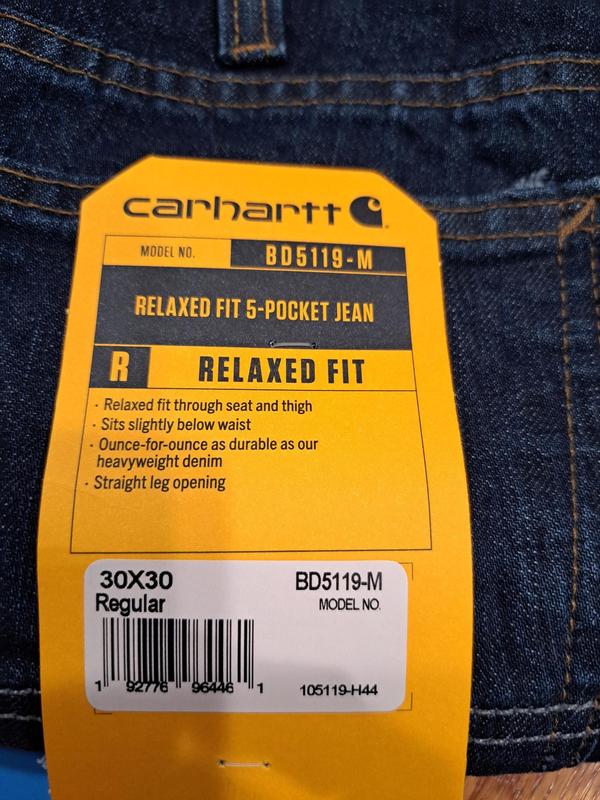 carhartt
MODEL NO. BD5119-M
RELAXED FIT 5-POCKET JEAN
R RELAXED FIT
· Relaxed fit through seat and thigh
· Sits slightly below waist
· Ounce-for-ounce as durable as our
heavyweight denim
· Straight leg opening
30X30 BD5119-M
Regular MODEL NO.
1 92776 96446 1 105119-H44